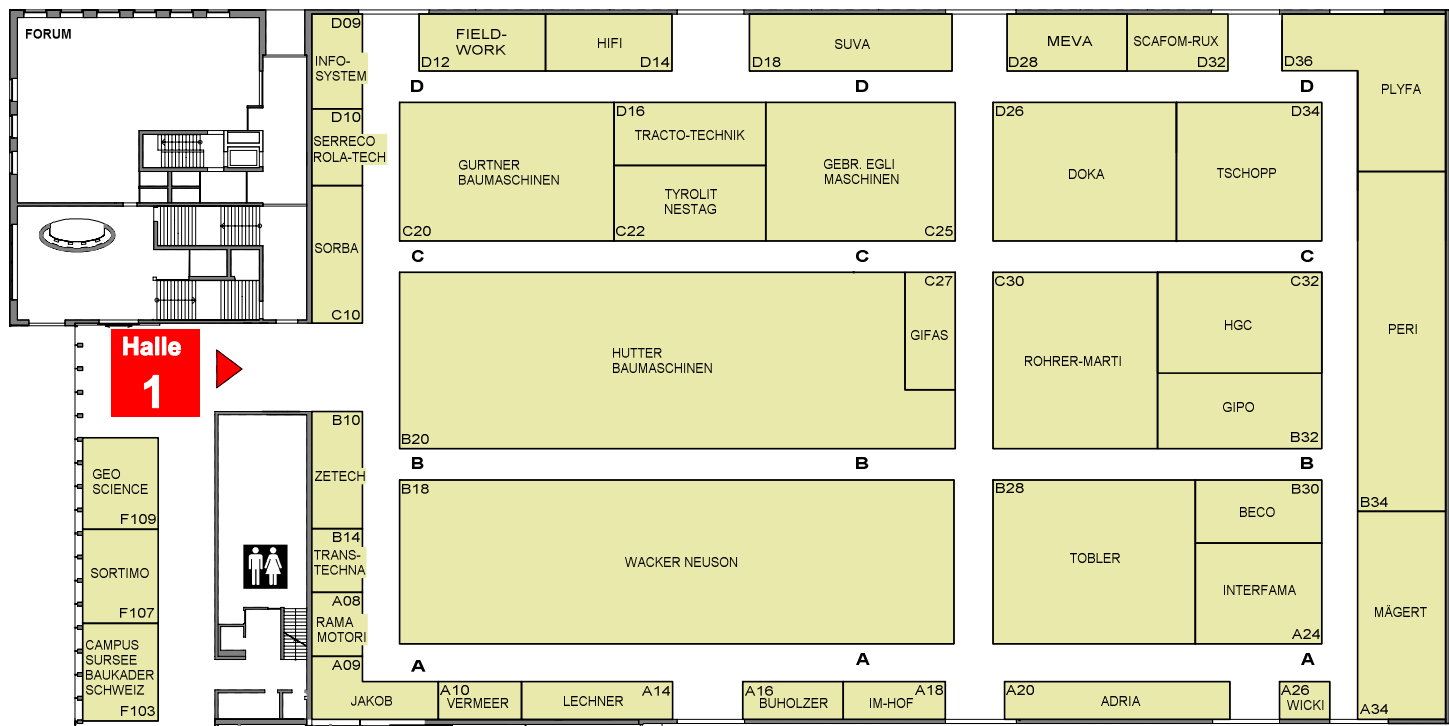 FORUM
D09
INFO-
SYSTEM
D10
SERRECO
ROLA-TECH
SORBA
C10
FIELD-
WORK
D12
HIFI
D14
SUVA
D18
MEVA
D28
SCAFOM-RUX
D32
D36
PLYFA
D
D
D
GURTNER
BAUMASCHINEN
C20
D16
TRACTO-TECHNIK
TYROLIT
NESTAG
C22
GEBR. EGLI
MASCHINEN
C25
D26
DOKA
D34
TSCHOPP
C
C
C
Halle
1
HUTTER
BAUMASCHINEN
B20
C27
GIFAS
C30
ROHRER-MARTI
C32
HGC
GIPO
B32
PERI
B34
B
B
B
B10
ZETECH
B14
TRANS-
TECHNA
A08
RAMA
MOTORI
A09
JAKOB
GEO
SCIENCE
F109
SORTIMO
F107
CAMPUS
SURSEE
BAUKADER
SCHWEIZ
F103
B18
WACKER NEUSON
B28
TOBLER
B30
BECO
INTERFAMA
A24
MÄGERT
A34
A
A
A
A10
VERMEER
LECHNER
A14
A16
BUHOLZER
A18
IM-HOF
A20
ADRIA
A26
WICKI